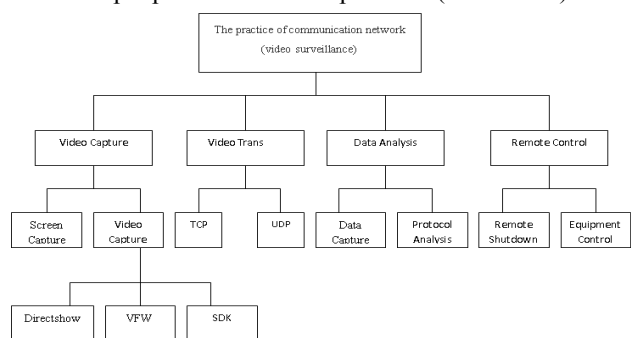 The practice of communication network
(video surveillance)
Video Capture
Video Trans
Data Analysis
Remote Control
Screen
Capture
Video
Capture
TCP
UDP
Data
Capture
Protocol
Analysis
Remote
Shutdown
Equipment
Control
Directshow
VFW
SDK